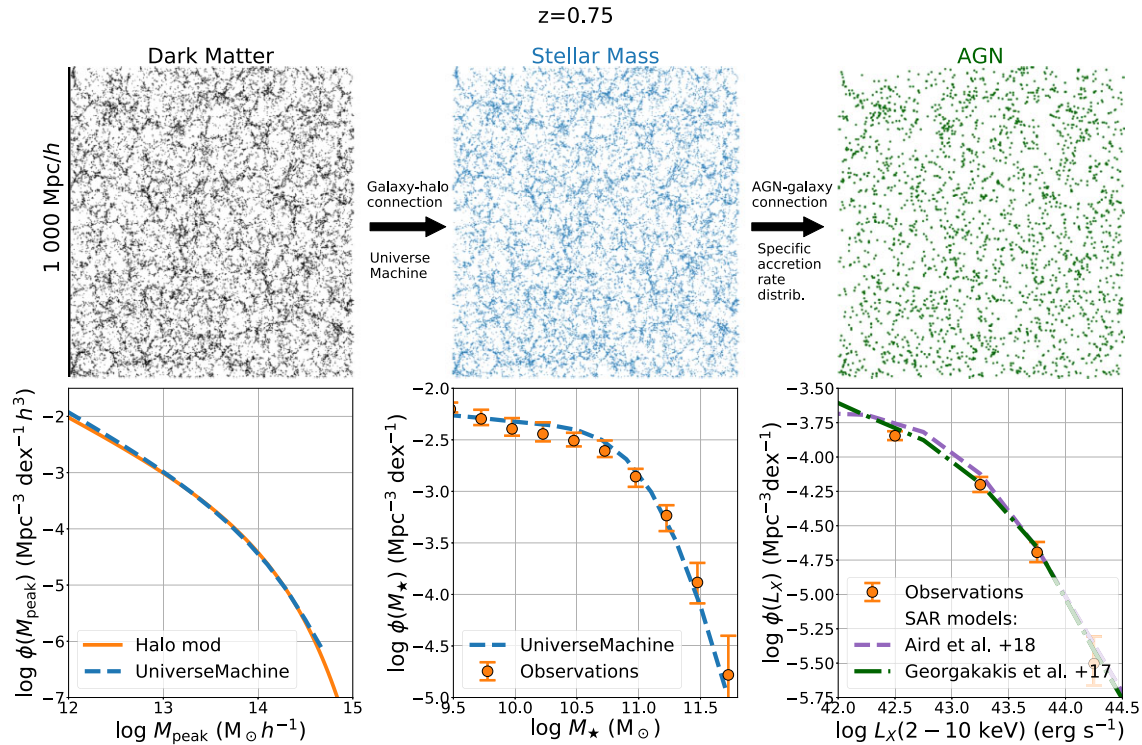 z=0.75
Dark Matter
Stellar Mass
AGN
1 000 Mpc/h
Galaxy-halo
connection
Universe
Machine
AGN-galaxy
connection
Specific
accretion
rate
distrib.
log ϕ(M_peak) (Mpc⁻³ dex⁻¹ h³)
−2
−3
−4
−5
−6
−7
Halo mod
UniverseMachine
12
13
14
15
log M_peak (M_⊙ h⁻¹)
log ϕ(M_★) (Mpc⁻³ dex⁻¹)
−2.0
−2.5
−3.0
−3.5
−4.0
−4.5
−5.0
UniverseMachine
Observations
9.5
10.0
10.5
11.0
11.5
log M_★ (M_⊙)
log ϕ(L_X) (Mpc⁻³dex⁻¹)
−3.50
−3.75
−4.00
−4.25
−4.50
−4.75
−5.00
−5.25
−5.50
−5.75
Observations
SAR models:
Aird et al. +18
Georgakakis et al. +17
42.0
42.5
43.0
43.5
44.0
44.5
log L_X(2 − 10 keV) (erg s⁻¹)